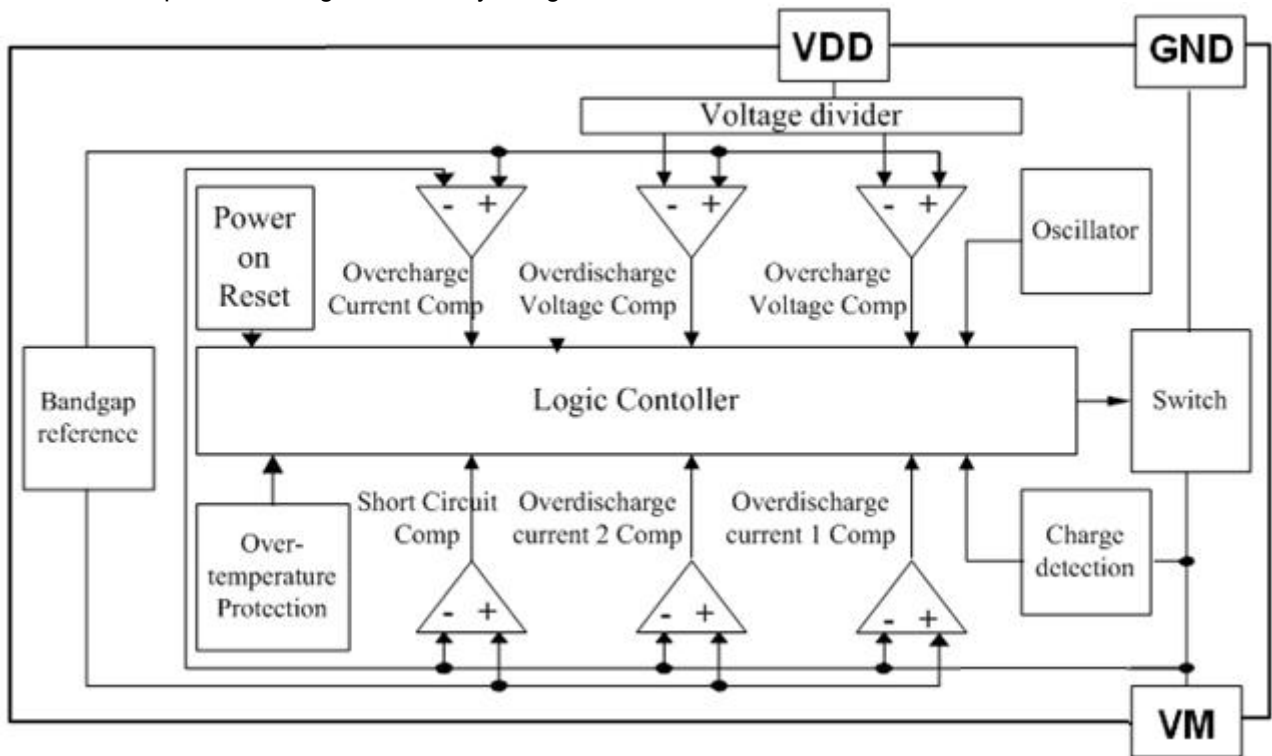 VDD
GND
Voltage divider
- +
- +
- +
Power
on
Reset
Oscillator
Overcharge
Current Comp
Overdischarge
Voltage Comp
Overcharge
Voltage Comp
Bandgap
reference
Logic Contoller
Switch
Short Circuit
Comp
Overdischarge
current 2 Comp
Overdischarge
current 1 Comp
Over-
temperature
Protection
Charge
detection
- +
- +
- +
VM